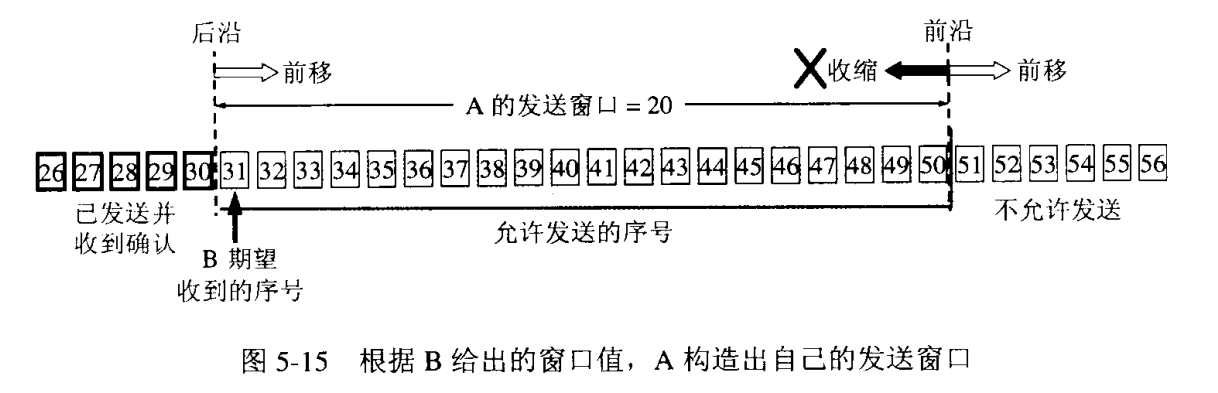 后沿
前沿
前移
收缩
前移
A 的发送窗口 = 20
26 27 28 29 30 31 32 33 34 35 36 37 38 39 40 41 42 43 44 45 46 47 48 49 50 51 52 53 54 55 56
已发送并
收到确认
允许发送的序号
不允许发送
B 期望
收到的序号
图 5-15 根据 B 给出的窗口值，A 构造出自己的发送窗口